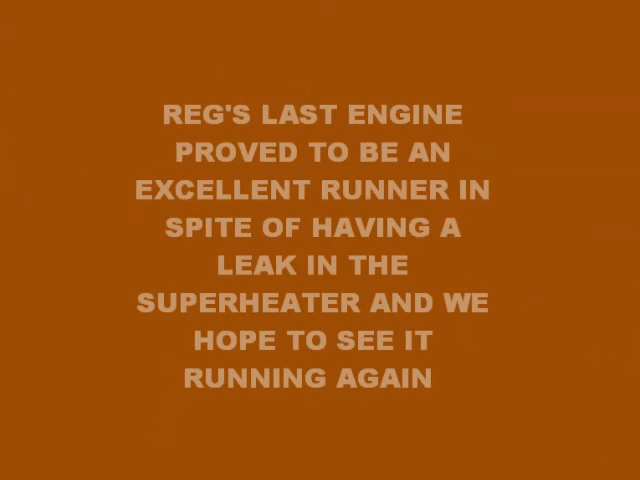 REG'S LAST ENGINE
PROVED TO BE AN
EXCELLENT RUNNER IN
SPITE OF HAVING A
LEAK IN THE
SUPERHEATER AND WE
HOPE TO SEE IT
RUNNING AGAIN